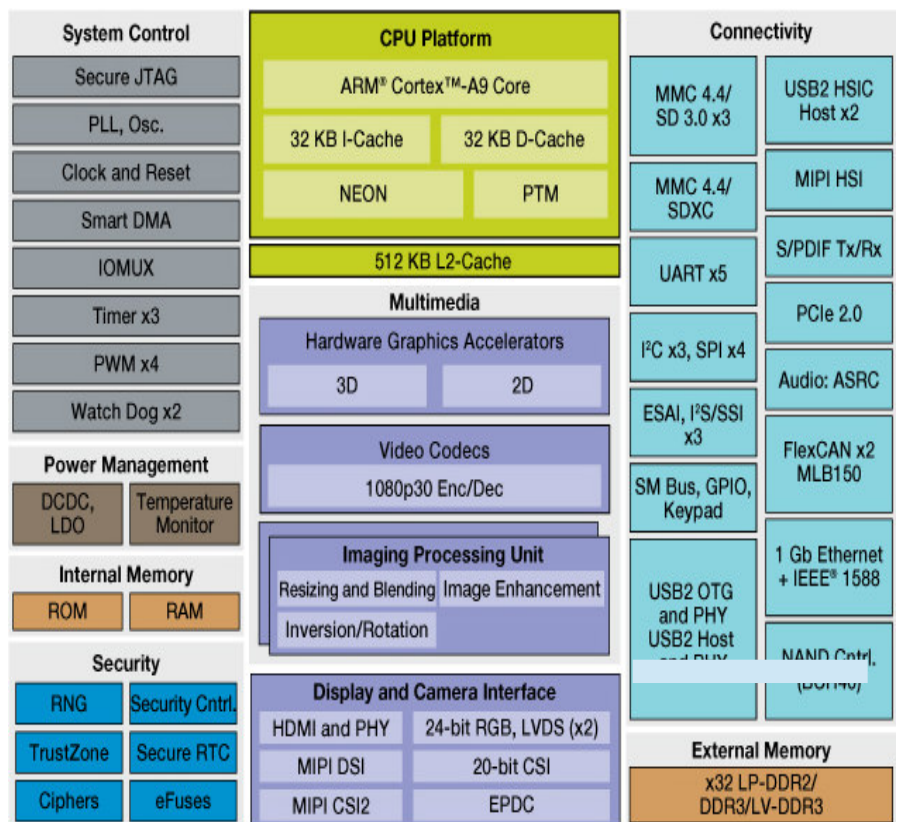 System Control
Secure JTAG
PLL, Osc.
Clock and Reset
Smart DMA
IOMUX
Timer x3
PWM x4
Watch Dog x2
Power Management
DCDC,
LDO
Temperature
Monitor
Internal Memory
ROM
RAM
Security
RNG
Security Cntrl.
TrustZone
Secure RTC
Ciphers
eFuses
CPU Platform
ARM® Cortex™-A9 Core
32 KB I-Cache
32 KB D-Cache
NEON
PTM
512 KB L2-Cache
Multimedia
Hardware Graphics Accelerators
3D
2D
Video Codecs
1080p30 Enc/Dec
Imaging Processing Unit
Resizing and Blending
Image Enhancement
Inversion/Rotation
Display and Camera Interface
HDMI and PHY
24-bit RGB, LVDS (x2)
MIPI DSI
20-bit CSI
MIPI CSI2
EPDC
Connectivity
MMC 4.4/
SD 3.0 x3
MMC 4.4/
SDXC
UART x5
I²C x3, SPI x4
ESAI, I²S/SSI
x3
SM Bus, GPIO,
Keypad
USB2 OTG
and PHY
USB2 Host
USB2 HSIC
Host x2
MIPI HSI
S/PDIF Tx/Rx
PCIe 2.0
Audio: ASRC
FlexCAN x2
MLB150
1 Gb Ethernet
+ IEEE® 1588
NAND Cntrl.
External Memory
x32 LP-DDR2/
DDR3/LV-DDR3